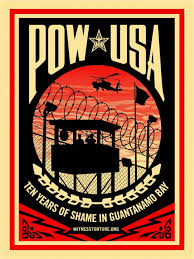 POW USA
TEN YEARS OF SHAME IN GUANTANAMO BAY
WITNESSTORTURE.ORG